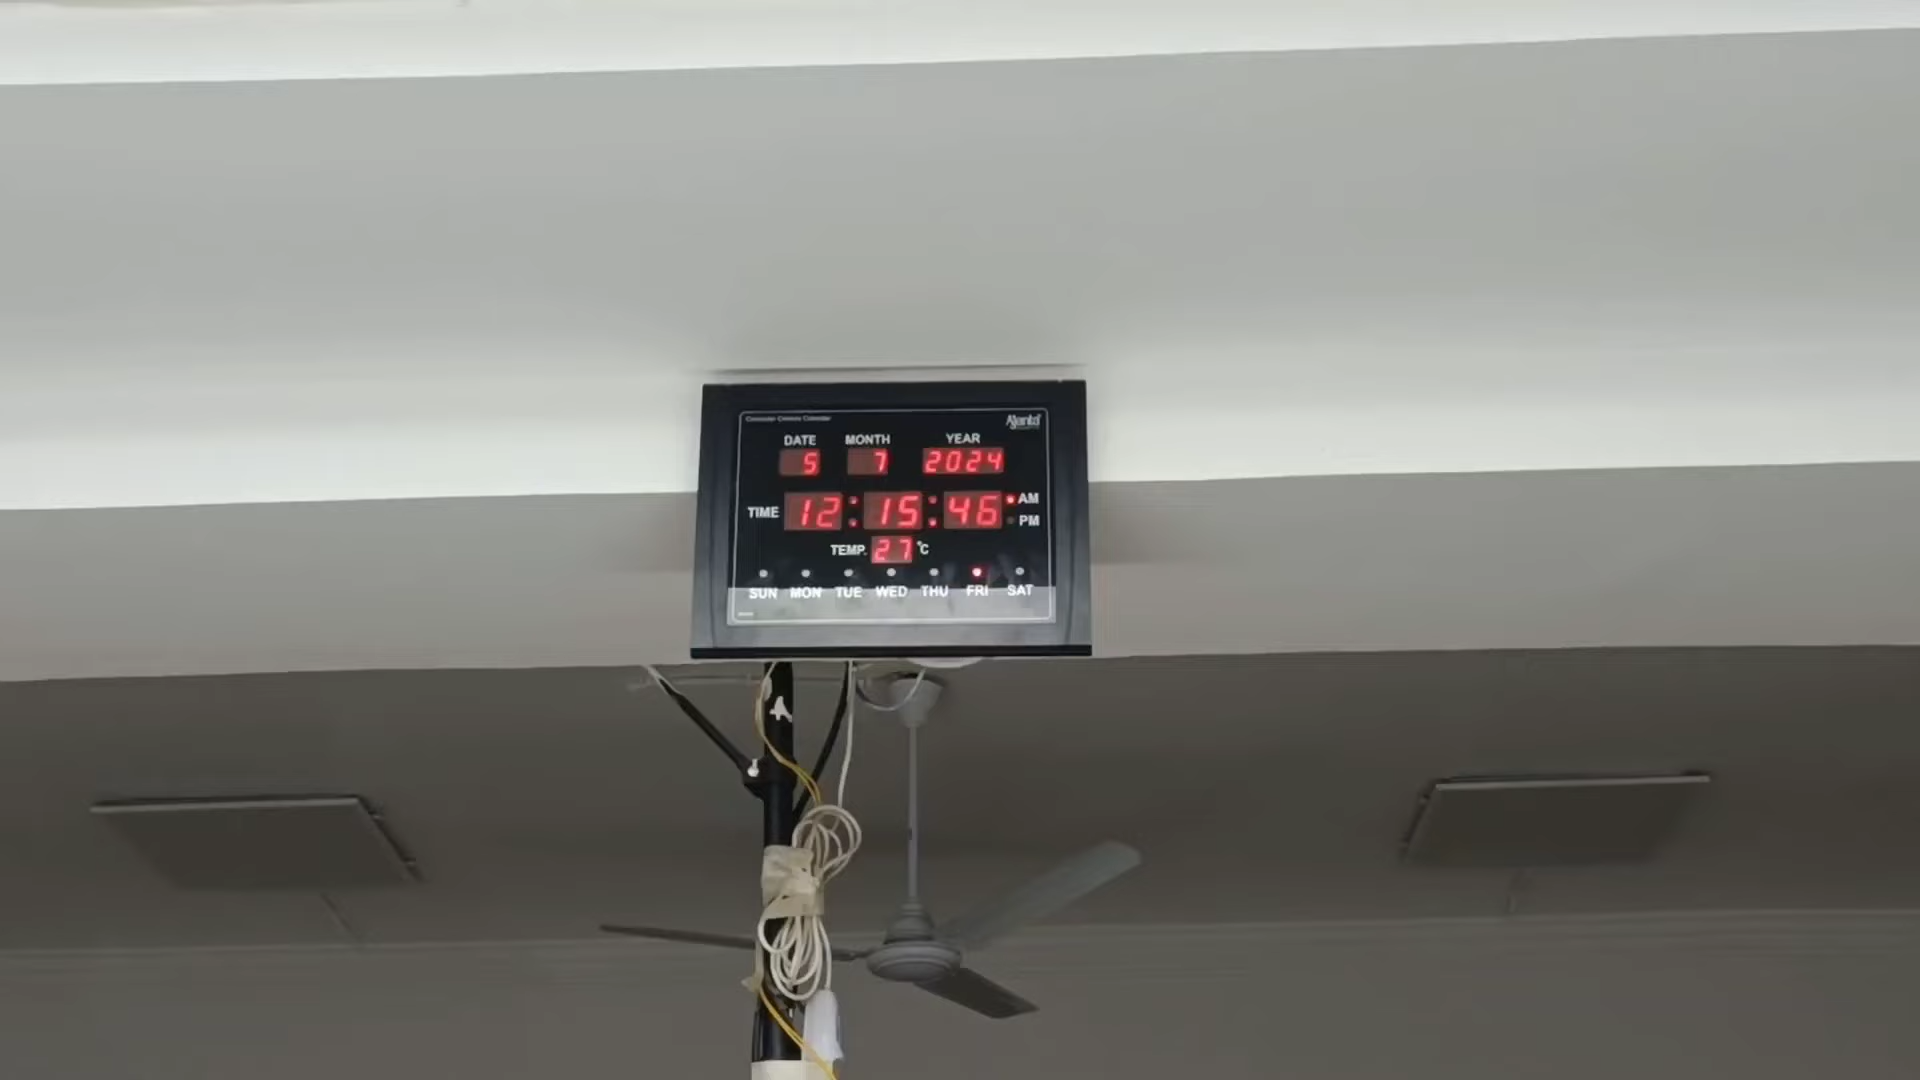 Ajanta
DATE MONTH YEAR
5 7 2024
TIME 12:15:46 AM
PM
TEMP. 27 °C
SUN MON TUE WED THU FRI SAT